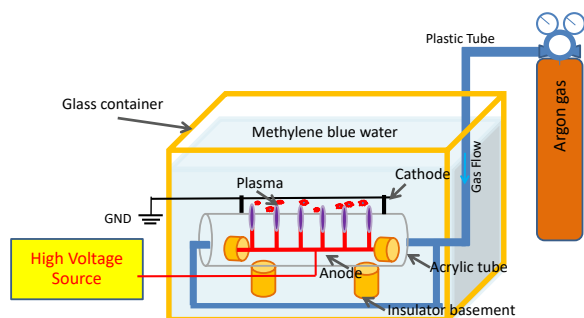 Plastic Tube
Glass container
Argon gas
Methylene blue water
Gas Flow
Cathode
Plasma
GND
High Voltage
Source
Anode
Acrylic tube
Insulator basement